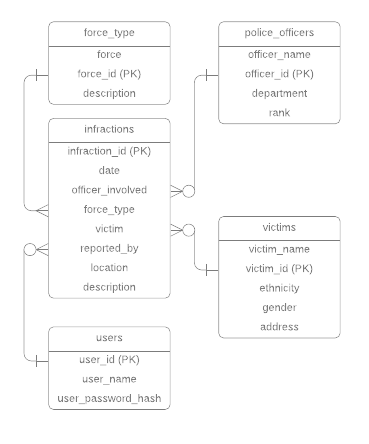 force_type
force
force_id (PK)
description
police_officers
officer_name
officer_id (PK)
department
rank
infractions
infraction_id (PK)
date
officer_involved
force_type
victim
reported_by
location
description
victims
victim_name
victim_id (PK)
ethnicity
gender
address
users
user_id (PK)
user_name
user_password_hash